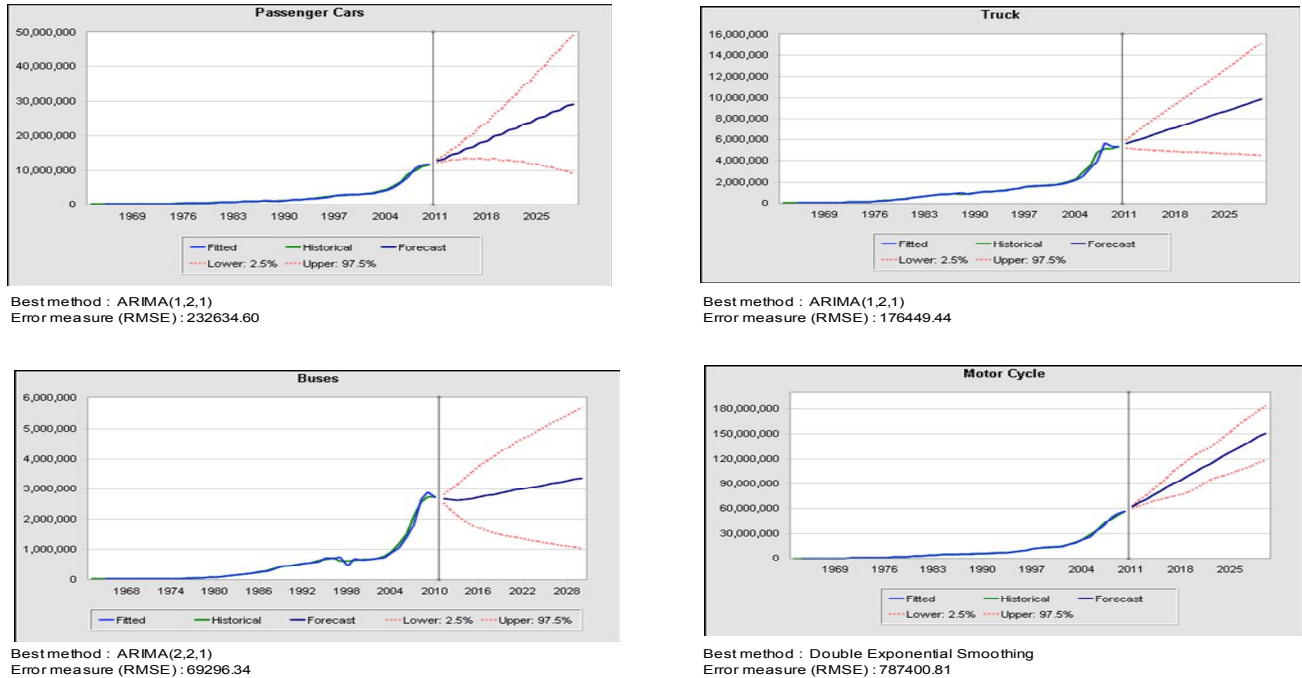 Passenger Cars
50,000,000
40,000,000
30,000,000
20,000,000
10,000,000
0
1969 1976 1983 1990 1997 2004 2011 2018 2025
Fitted Historical Forecast
Lower: 2.5% Upper: 97.5%
Best method : ARIMA(1,2,1)
Error measure (RMSE) : 232634.60
Truck
16,000,000
14,000,000
12,000,000
10,000,000
8,000,000
6,000,000
4,000,000
2,000,000
0
1969 1976 1983 1990 1997 2004 2011 2018 2025
Fitted Historical Forecast
Lower: 2.5% Upper: 97.5%
Best method : ARIMA(1,2,1)
Error measure (RMSE) : 176449.44
Buses
6,000,000
5,000,000
4,000,000
3,000,000
2,000,000
1,000,000
0
1968 1974 1980 1986 1992 1998 2004 2010 2016 2022 2028
Fitted Historical Forecast Lower: 2.5% Upper: 97.5%
Best method : ARIMA(2,2,1)
Error measure (RMSE) : 69296.34
Motor Cycle
180,000,000
150,000,000
120,000,000
90,000,000
60,000,000
30,000,000
0
1969 1976 1983 1990 1997 2004 2011 2018 2025
Fitted Historical Forecast
Lower: 2.5% Upper: 97.5%
Best method : Double Exponential Smoothing
Error measure (RMSE) : 787400.81